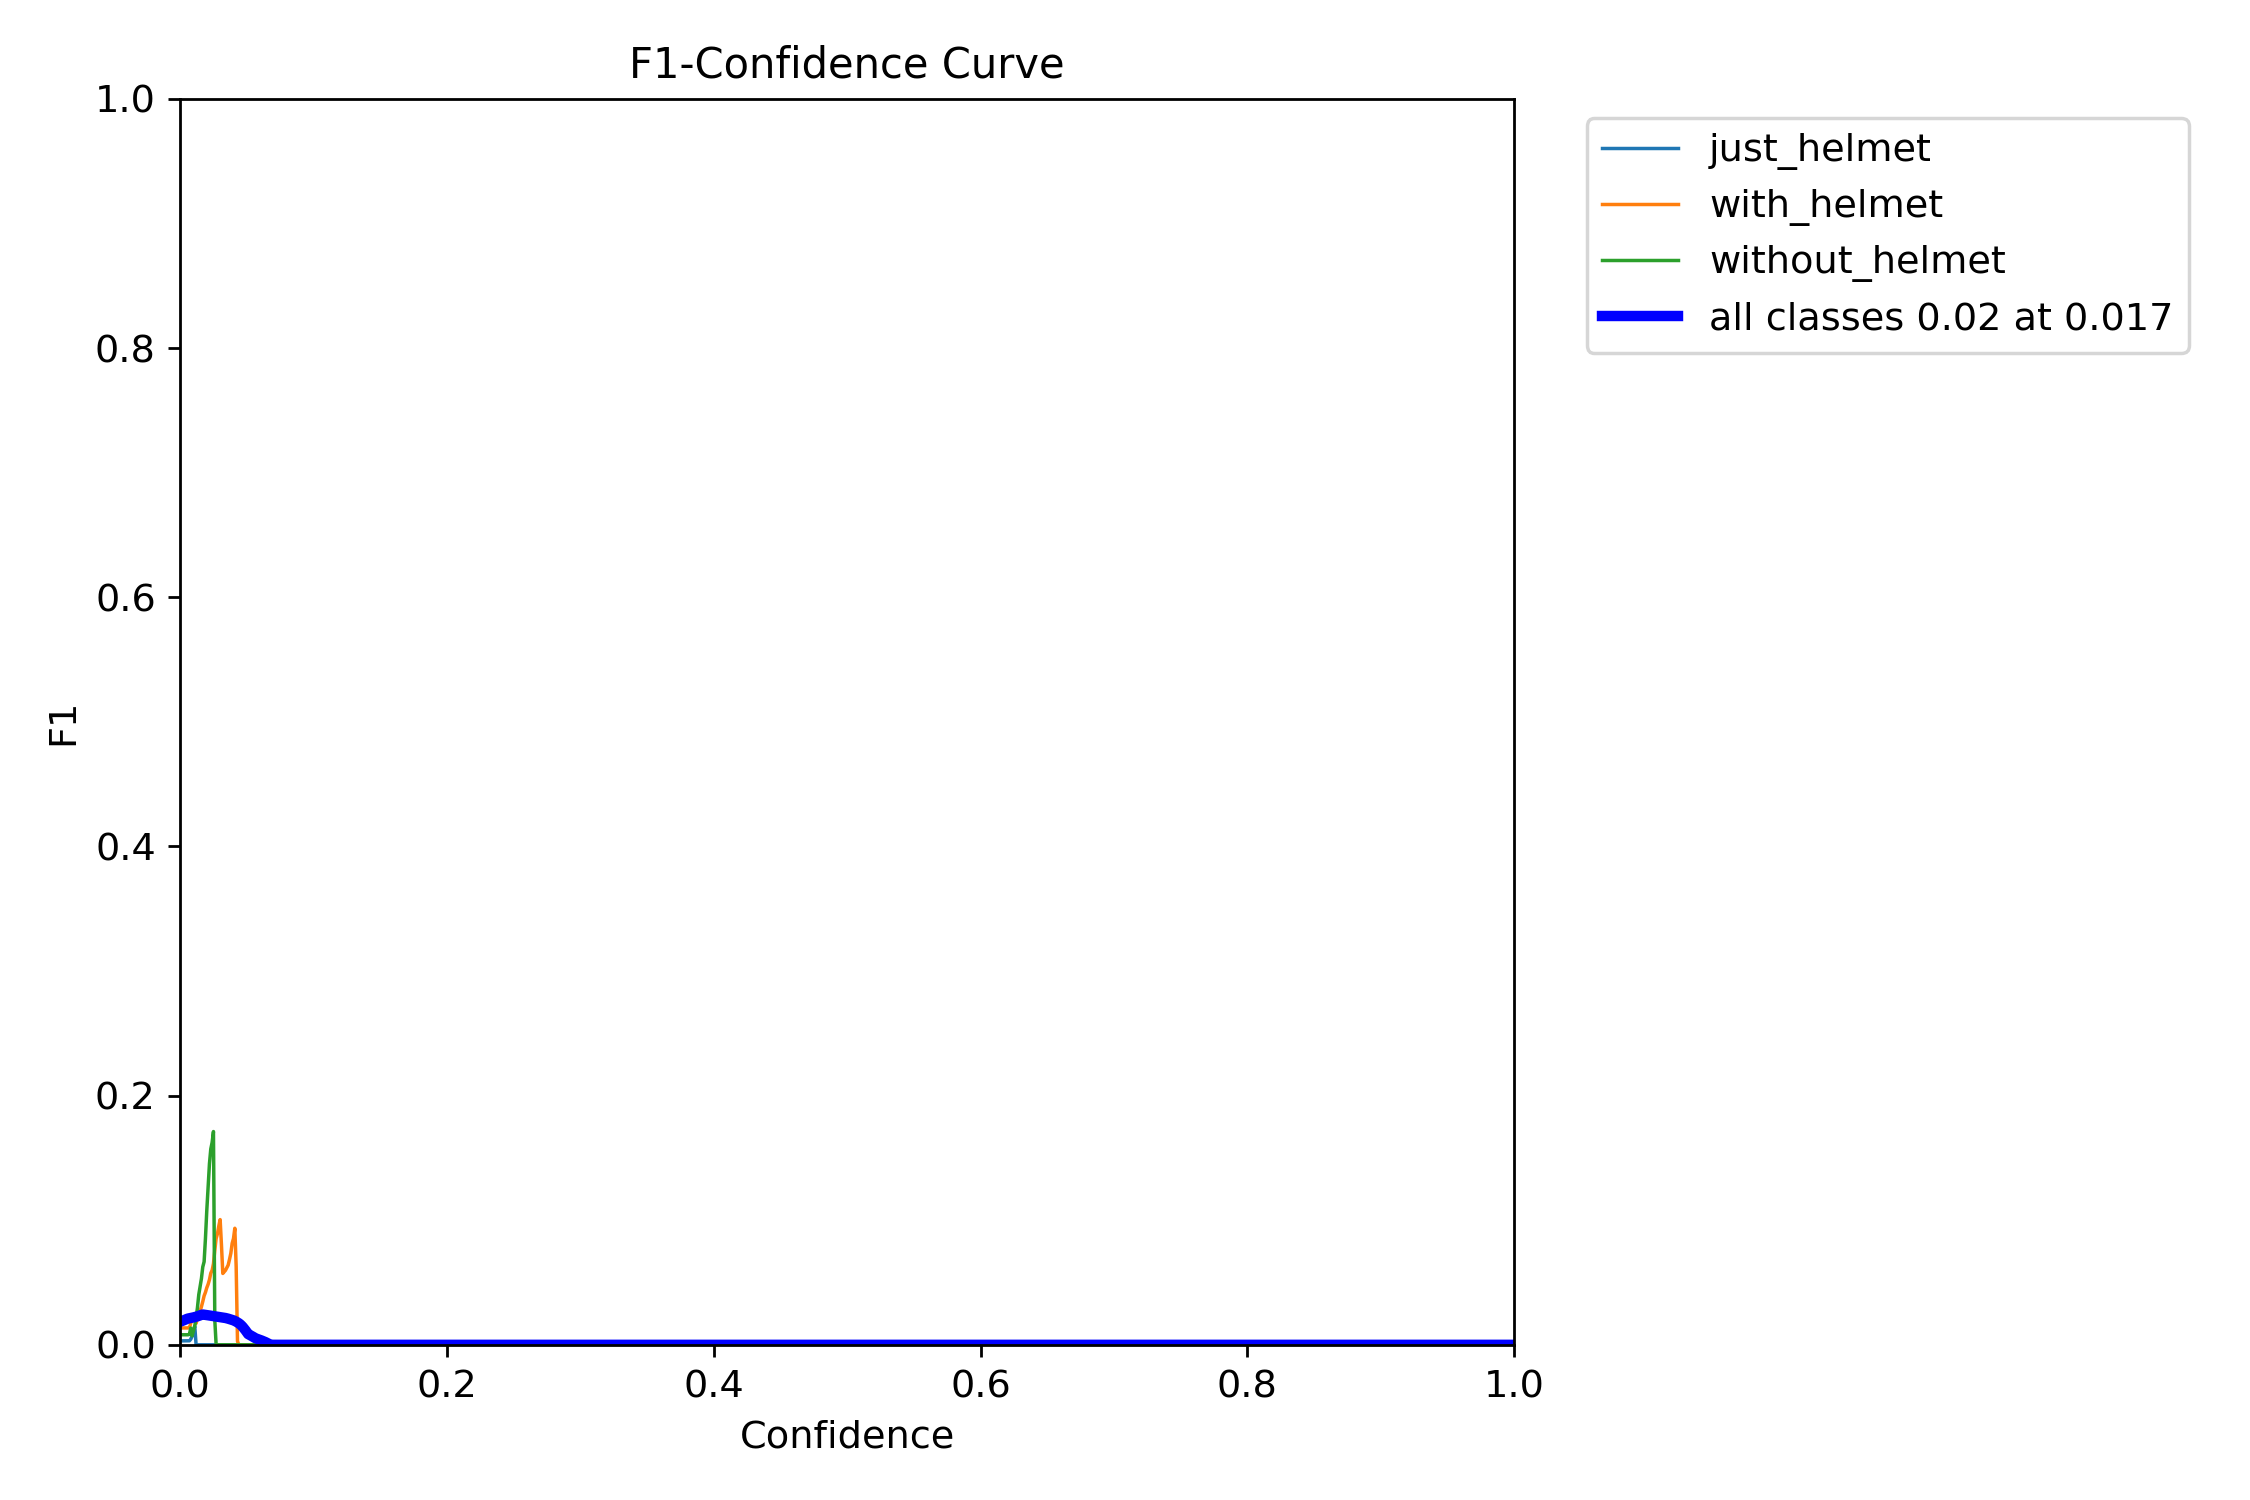 F1-Confidence Curve
1.0
0.8
0.6
0.4
0.2
0.0
F1
0.0 0.2 0.4 0.6 0.8 1.0
Confidence
just_helmet
with_helmet
without_helmet
all classes 0.02 at 0.017